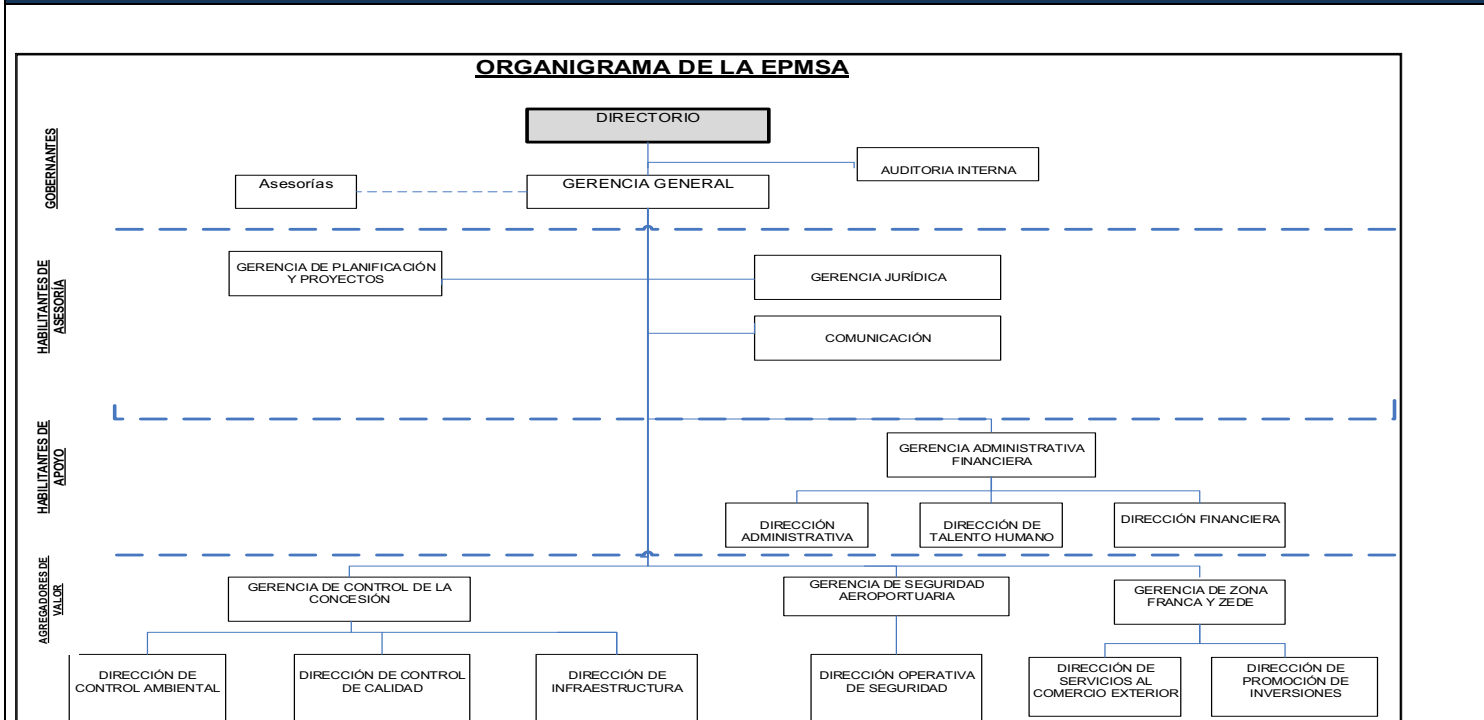 ORGANIGRAMA DE LA EPMSA
GOBERNANTES
DIRECTORIO
AUDITORIA INTERNA
Asesorías
GERENCIA GENERAL
HABILITANTES DE
ASESORÍA
GERENCIA DE PLANIFICACIÓN
Y PROYECTOS
GERENCIA JURÍDICA
COMUNICACIÓN
HABILITANTES DE
APOYO
GERENCIA ADMINISTRATIVA
FINANCIERA
DIRECCIÓN
ADMINISTRATIVA
DIRECCIÓN DE
TALENTO HUMANO
DIRECCIÓN FINANCIERA
AGREGADORES DE
VALOR
GERENCIA DE CONTROL DE LA
CONCESIÓN
GERENCIA DE SEGURIDAD
AEROPORTUARIA
GERENCIA DE ZONA
FRANCA Y ZEDE
DIRECCIÓN DE
CONTROL AMBIENTAL
DIRECCIÓN DE CONTROL
DE CALIDAD
DIRECCIÓN DE
INFRAESTRUCTURA
DIRECCIÓN OPERATIVA
DE SEGURIDAD
DIRECCIÓN DE
SERVICIOS AL
COMERCIO EXTERIOR
DIRECCIÓN DE
PROMOCIÓN DE
INVERSIONES